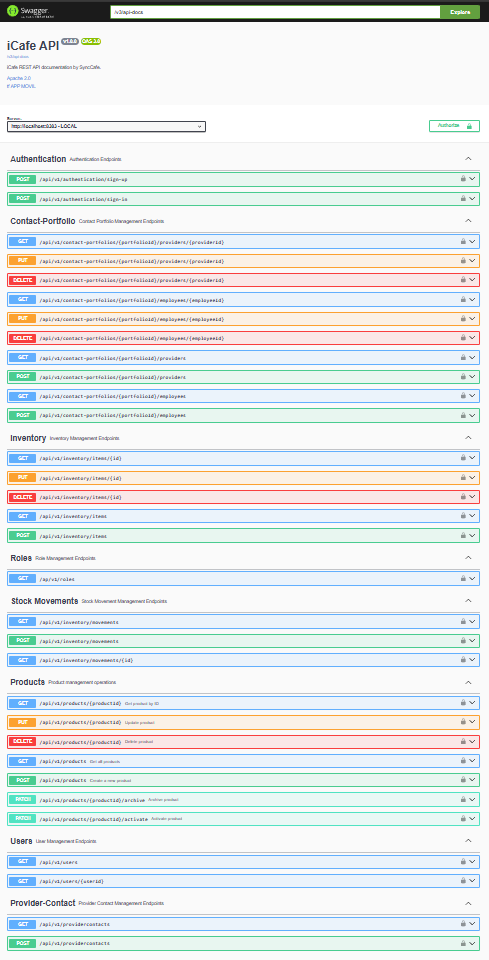 Swagger.
/v3/api-docs
Explore
iCafe API v1.0.0 OAS 3.0
/v3/api-docs
iCafe REST API documentation by SyncCafe.
Apache 2.0
If APP MOVIL
Servers
http://localhost:8383 - LOCAL
Authorize
Authentication Authentication Endpoints
POST /api/v1/authentication/sign-up
POST /api/v1/authentication/sign-in
Contact-Portfolio Contact Portfolio Management Endpoints
GET /api/v1/contact-portfolios/{portfolioid}/providers/{providerid}
PUT /api/v1/contact-portfolios/{portfolioid}/providers/{providerid}
DELETE /api/v1/contact-portfolios/{portfolioid}/providers/{providerid}
GET /api/v1/contact-portfolios/{portfolioid}/employees/{employeeid}
PUT /api/v1/contact-portfolios/{portfolioid}/employees/{employeeid}
DELETE /api/v1/contact-portfolios/{portfolioid}/employees/{employeeid}
GET /api/v1/contact-portfolios/{portfolioid}/providers
POST /api/v1/contact-portfolios/{portfolioid}/providers
GET /api/v1/contact-portfolios/{portfolioid}/employees
POST /api/v1/contact-portfolios/{portfolioid}/employees
Inventory Inventory Management Endpoints
GET /api/v1/inventory/items/{id}
PUT /api/v1/inventory/items/{id}
DELETE /api/v1/inventory/items/{id}
GET /api/v1/inventory/items
POST /api/v1/inventory/items
Roles Role Management Endpoints
GET /api/v1/roles
Stock Movements Stock Movement Management Endpoints
GET /api/v1/inventory/movements
POST /api/v1/inventory/movements
GET /api/v1/inventory/movements/{id}
Products Product management operations
GET /api/v1/products/{productid} Get product by ID
PUT /api/v1/products/{productid} Update product
DELETE /api/v1/products/{productid} Delete product
GET /api/v1/products Get all products
POST /api/v1/products Create a new product
PATCH /api/v1/products/{productid}/archive Archive product
PATCH /api/v1/products/{productid}/activate Activate product
Users User Management Endpoints
GET /api/v1/users
GET /api/v1/users/{userid}
Provider-Contact Provider Contact Management Endpoints
GET /api/v1/providercontacts
POST /api/v1/providercontacts